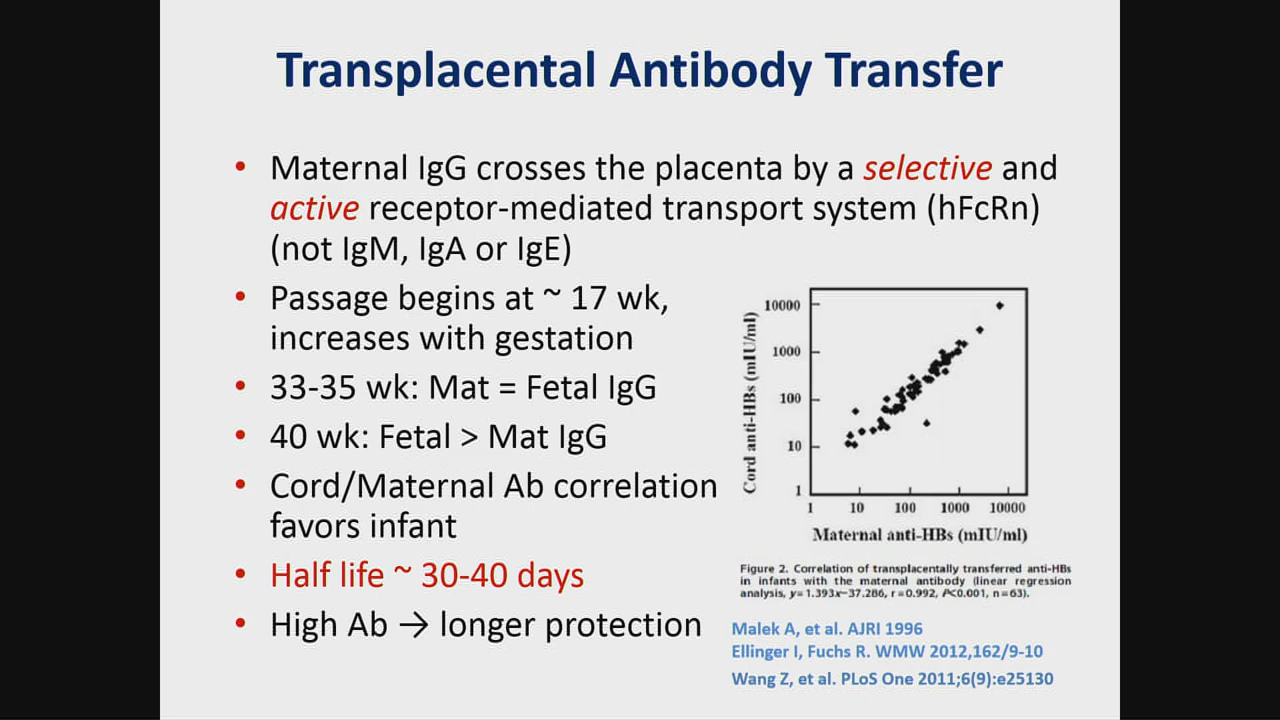 Transplacental Antibody Transfer
• Maternal IgG crosses the placenta by a selective and
active receptor-mediated transport system (hFcRn)
(not IgM, IgA or IgE)
• Passage begins at ~ 17 wk,
increases with gestation
• 33-35 wk: Mat = Fetal IgG
• 40 wk: Fetal > Mat IgG
• Cord/Maternal Ab correlation
favors infant
• Half life ~ 30-40 days
• High Ab → longer protection
Cord anti-HBs (mIU/ml)
10000
1000
100
10
1
1 10 100 1000 10000
Maternal anti-HBs (mIU/ml)
Figure 2. Correlation of transplacentally transferred anti-HBs
in infants with the maternal antibody (linear regression
analysis, y=1.393x−37.286, r=0.992, P<0.001, n=63).
Malek A, et al. AJRI 1996
Ellinger I, Fuchs R. WMW 2012,162/9-10
Wang Z, et al. PLoS One 2011;6(9):e25130